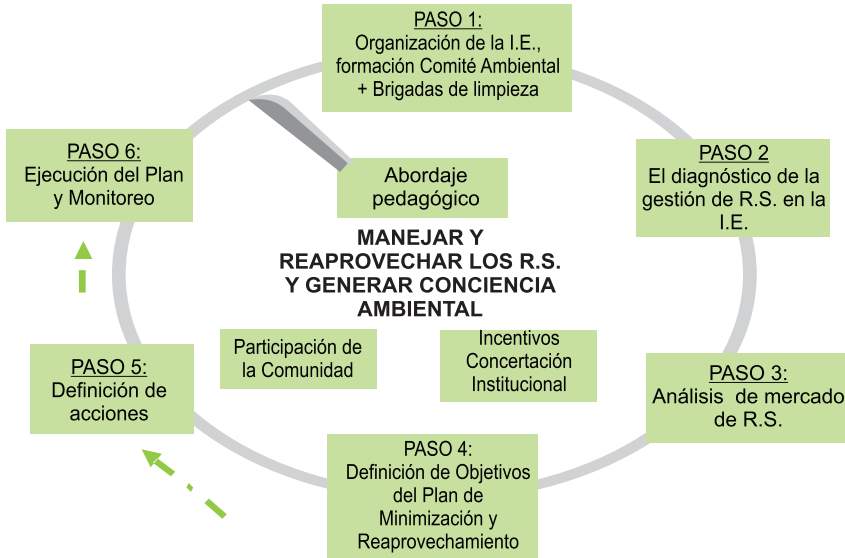 PASO 1:
Organización de la I.E.,
formación Comité Ambiental
+ Brigadas de limpieza
PASO 2
El diagnóstico de la
gestión de R.S. en la
I.E.
PASO 3:
Análisis de mercado
de R.S.
PASO 4:
Definición de Objetivos
del Plan de
Minimización y
Reaprovechamiento
PASO 5:
Definición de
acciones
PASO 6:
Ejecución del Plan
y Monitoreo
Abordaje
pedagógico
MANEJAR Y
REAPROVECHAR LOS R.S.
Y GENERAR CONCIENCIA
AMBIENTAL
Participación de
la Comunidad
Incentivos
Concertación
Institucional